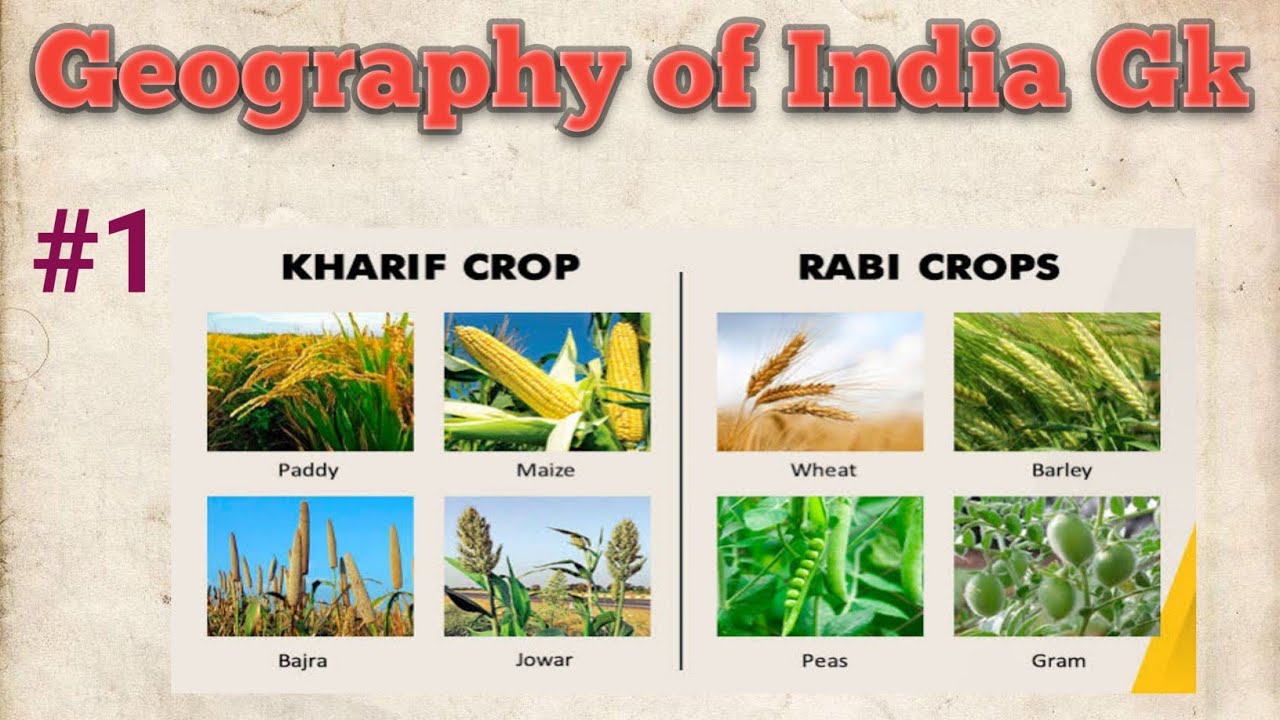 Geography of India Gk
#1
KHARIF CROP
RABI CROPS
Paddy
Maize
Wheat
Barley
Bajra
Jowar
Peas
Gram